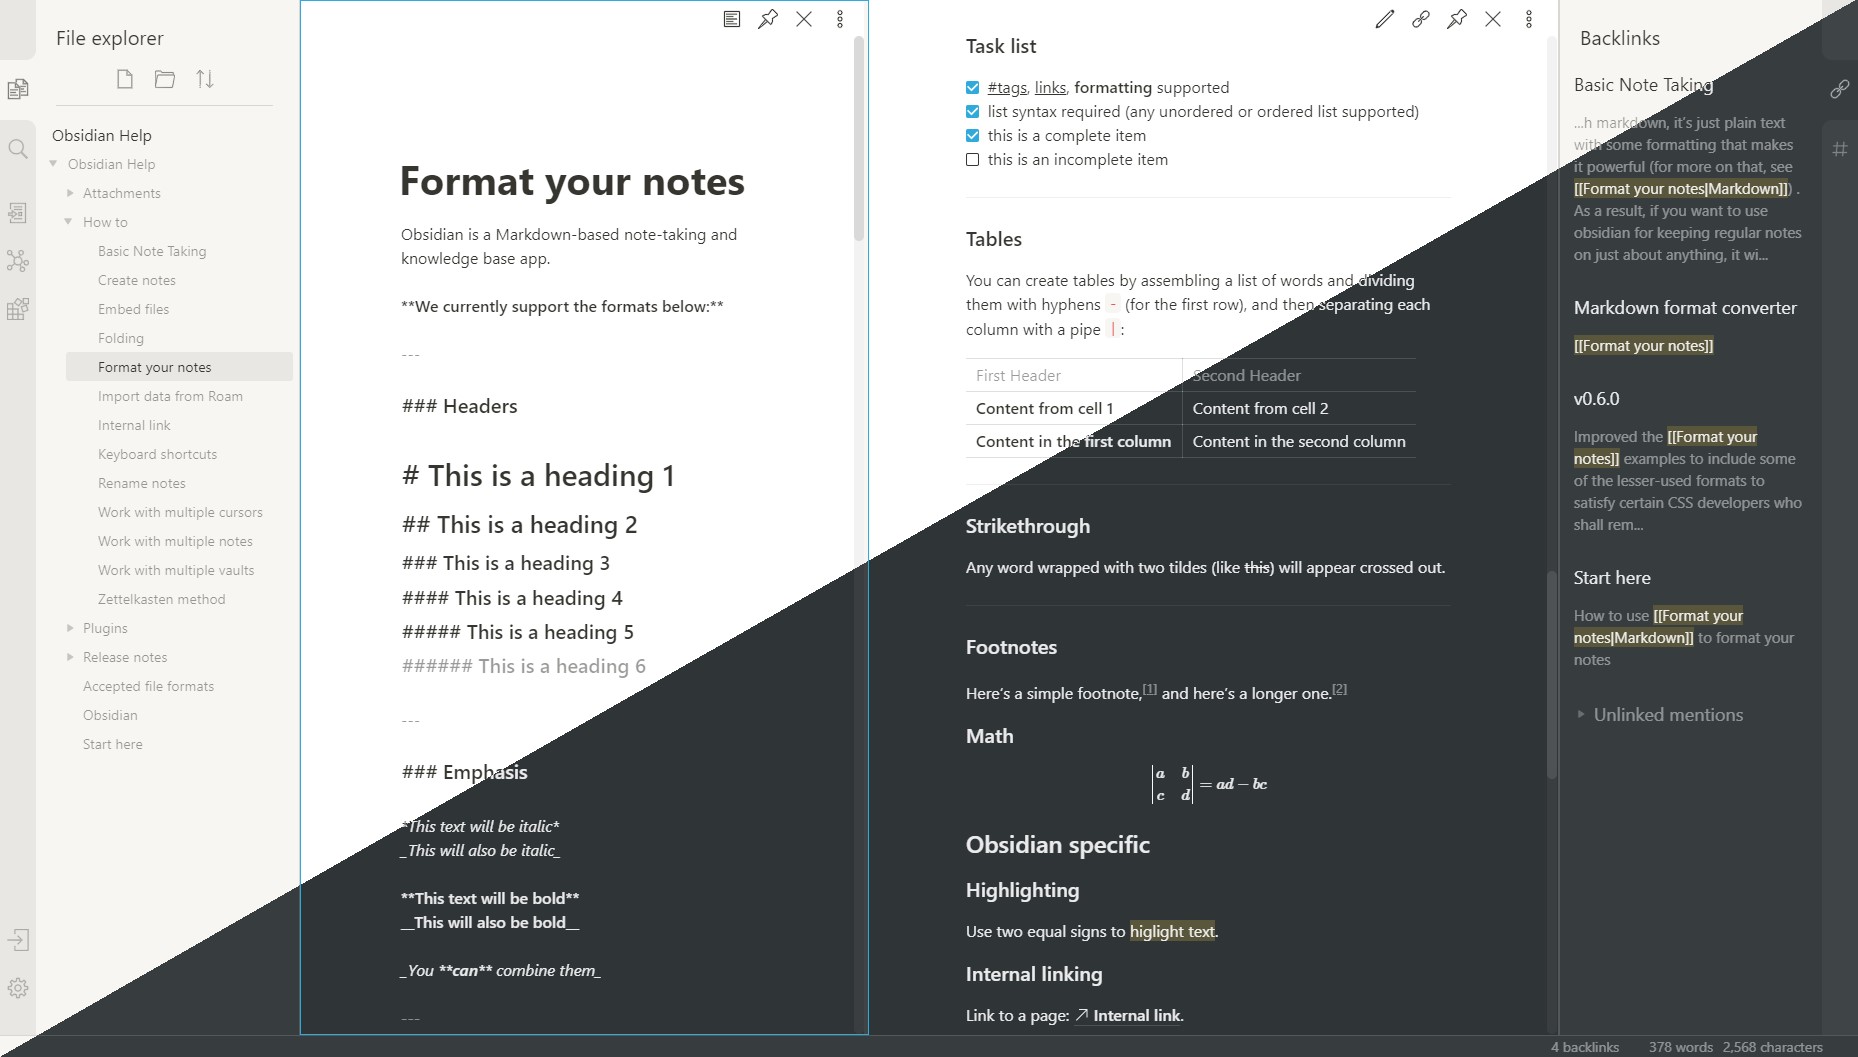 File explorer
Obsidian Help
Obsidian Help
Attachments
How to
Basic Note Taking
Create notes
Embed files
Folding
Format your notes
Import data from Roam
Internal link
Keyboard shortcuts
Rename notes
Work with multiple cursors
Work with multiple notes
Work with multiple vaults
Zettelkasten method
Plugins
Release notes
Accepted file formats
Obsidian
Start here
Format your notes
Obsidian is a Markdown-based note-taking and
knowledge base app.
**We currently support the formats below:**
---
### Headers
# This is a heading 1
## This is a heading 2
### This is a heading 3
#### This is a heading 4
##### This is a heading 5
###### This is a heading 6
---
### Emphasis
*This text will be italic*
_This will also be italic_
**This text will be bold**
__This will also be bold__
_You **can** combine them_
---
Task list
#tags, links, formatting supported
list syntax required (any unordered or ordered list supported)
this is a complete item
this is an incomplete item
Tables
You can create tables by assembling a list of words and dividing
them with hyphens - (for the first row), and then separating each
column with a pipe | :
First Header Second Header
Content from cell 1 Content from cell 2
Content in the first column Content in the second column
Strikethrough
Any word wrapped with two tildes (like this) will appear crossed out.
Footnotes
Here's a simple footnote,[1] and here's a longer one.[2]
Math
|a b|
|c d| = ad − bc
Obsidian specific
Highlighting
Use two equal signs to higlight text.
Internal linking
Link to a page: Internal link.
Backlinks
Basic Note Taking
...h markdown, it's just plain text
with some formatting that makes
it powerful (for more on that, see
[[Format your notes|Markdown]]) .
As a result, if you want to use
obsidian for keeping regular notes
on just about anything, it wi...
Markdown format converter
[[Format your notes]]
v0.6.0
Improved the [[Format your
notes]] examples to include some
of the lesser-used formats to
satisfy certain CSS developers who
shall rem...
Start here
How to use [[Format your
notes|Markdown]] to format your
notes
Unlinked mentions
4 backlinks 378 words 2,568 characters